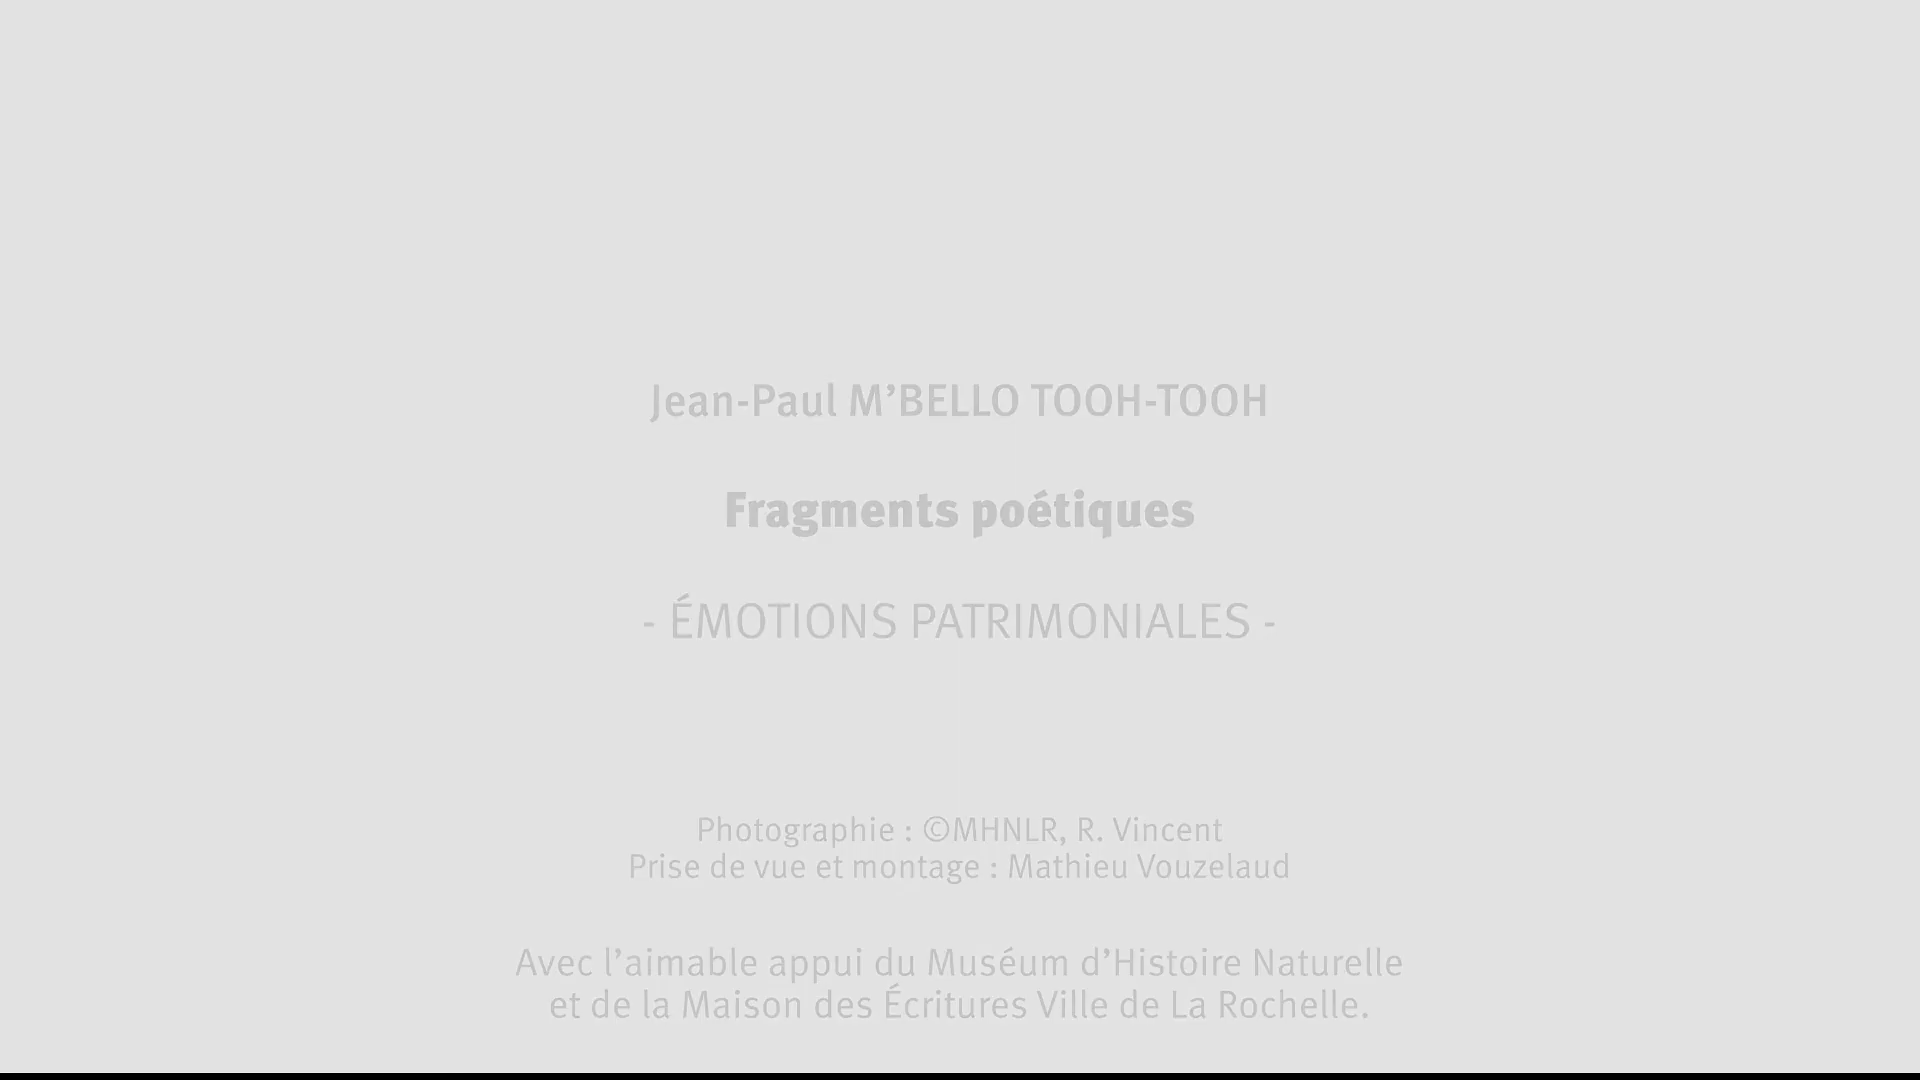 Jean-Paul M’BELLO TOOH-TOOH
Fragments poétiques
- ÉMOTIONS PATRIMONIALES -
Photographie : ©MHNLR, R. Vincent
Prise de vue et montage : Mathieu Vouzelaud
Avec l’aimable appui du Muséum d’Histoire Naturelle
et de la Maison des Écritures Ville de La Rochelle.